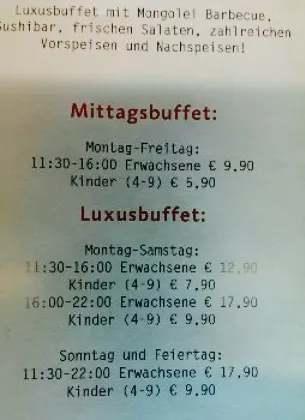 Luxusbuffet mit Mongolei Barbecue,
Sushibar, frischen Salaten, zahlreichen
Vorspeisen und Nachspeisen!
Mittagsbuffet:
Montag-Freitag:
11:30-16:00 Erwachsene € 9,90
Kinder (4-9) € 5,90
Luxusbuffet:
Montag-Samstag:
11:30-16:00 Erwachsene € 12,90
Kinder (4-9) € 7,90
16:00-22:00 Erwachsene € 17,90
Kinder (4-9) € 9,90
Sonntag und Feiertag:
11:30-22:00 Erwachsene € 17,90
Kinder (4-9) € 9,90